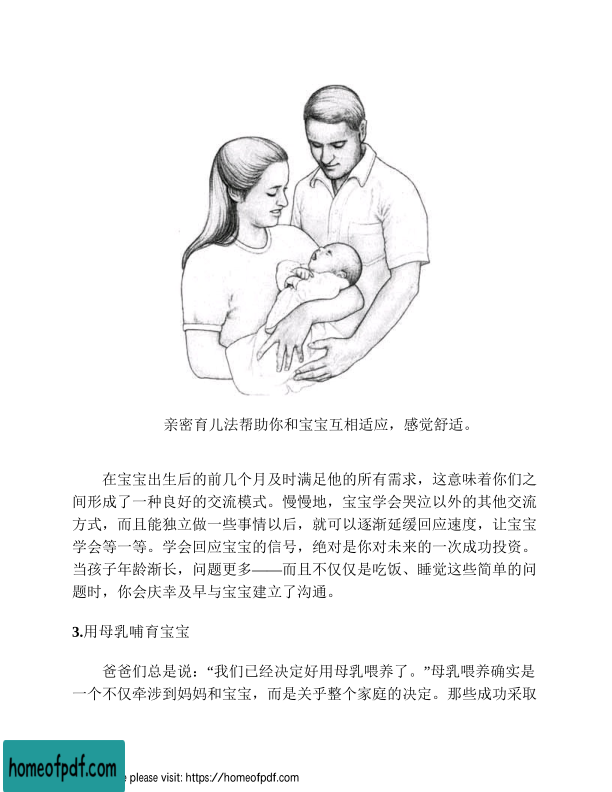 亲密育儿法帮助你和宝宝互相适应，感觉舒适。
在宝宝出生后的前几个月及时满足他的所有需求，这意味着你们之
间形成了一种良好的交流模式。慢慢地，宝宝学会哭泣以外的其他交流
方式，而且能独立做一些事情以后，就可以逐渐延缓回应速度，让宝宝
学会等一等。学会回应宝宝的信号，绝对是你对未来的一次成功投资。
当孩子年龄渐长，问题更多——而且不仅仅是吃饭、睡觉这些简单的问
题时，你会庆幸及早与宝宝建立了沟通。
3.用母乳哺育宝宝
爸爸们总是说：“我们已经决定好用母乳喂养了。”母乳喂养确实是
一个不仅牵涉到妈妈和宝宝，而是关乎整个家庭的决定。那些成功采取
homeofpdf.com
e please visit: https://homeofpdf.com